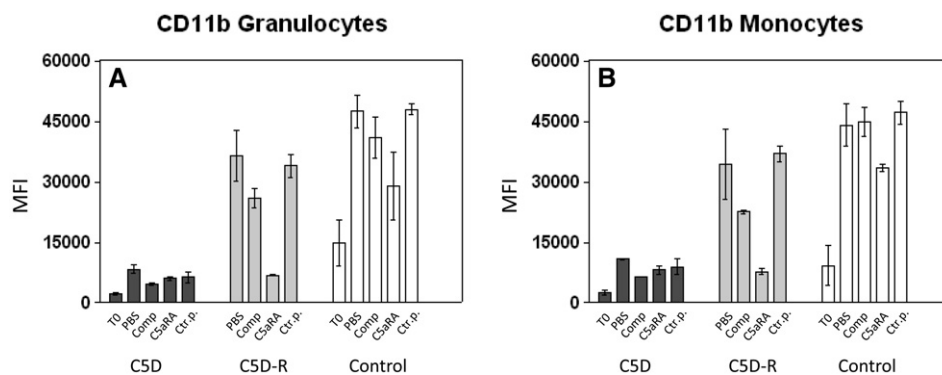 CD11b Granulocytes
A
MFI
60000
45000
30000
15000
0
T0 PBS Comp C5aRA Ctr.p. PBS Comp C5aRA Ctr.p. T0 PBS Comp C5aRA Ctr.p.
C5D C5D-R Control
CD11b Monocytes
B
MFI
60000
45000
30000
15000
0
T0 PBS Comp C5aRA Ctr.p. PBS Comp C5aRA Ctr.p. T0 PBS Comp C5aRA Ctr.p.
C5D C5D-R Control